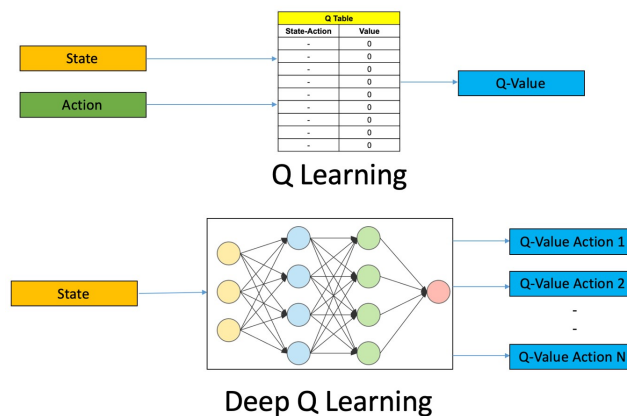 Q Table
State-Action Value
- 0
- 0
- 0
- 0
- 0
- 0
- 0
- 0
- 0
State
Action
Q-Value
Q Learning
State
Q-Value Action 1
Q-Value Action 2
-
-
Q-Value Action N
Deep Q Learning